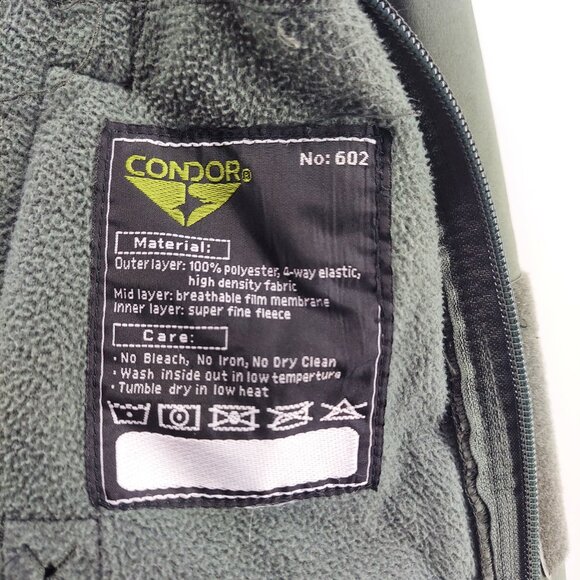 CONDOR®
No: 602
Material:
Outer layer: 100% polyester, 4-way elastic,
high density fabric
Mid layer: breathable film membrane
Inner layer: super fine fleece
Care:
• No Bleach, No Iron, No Dry Clean
• Wash inside out in low temperture
• Tumble dry in low heat